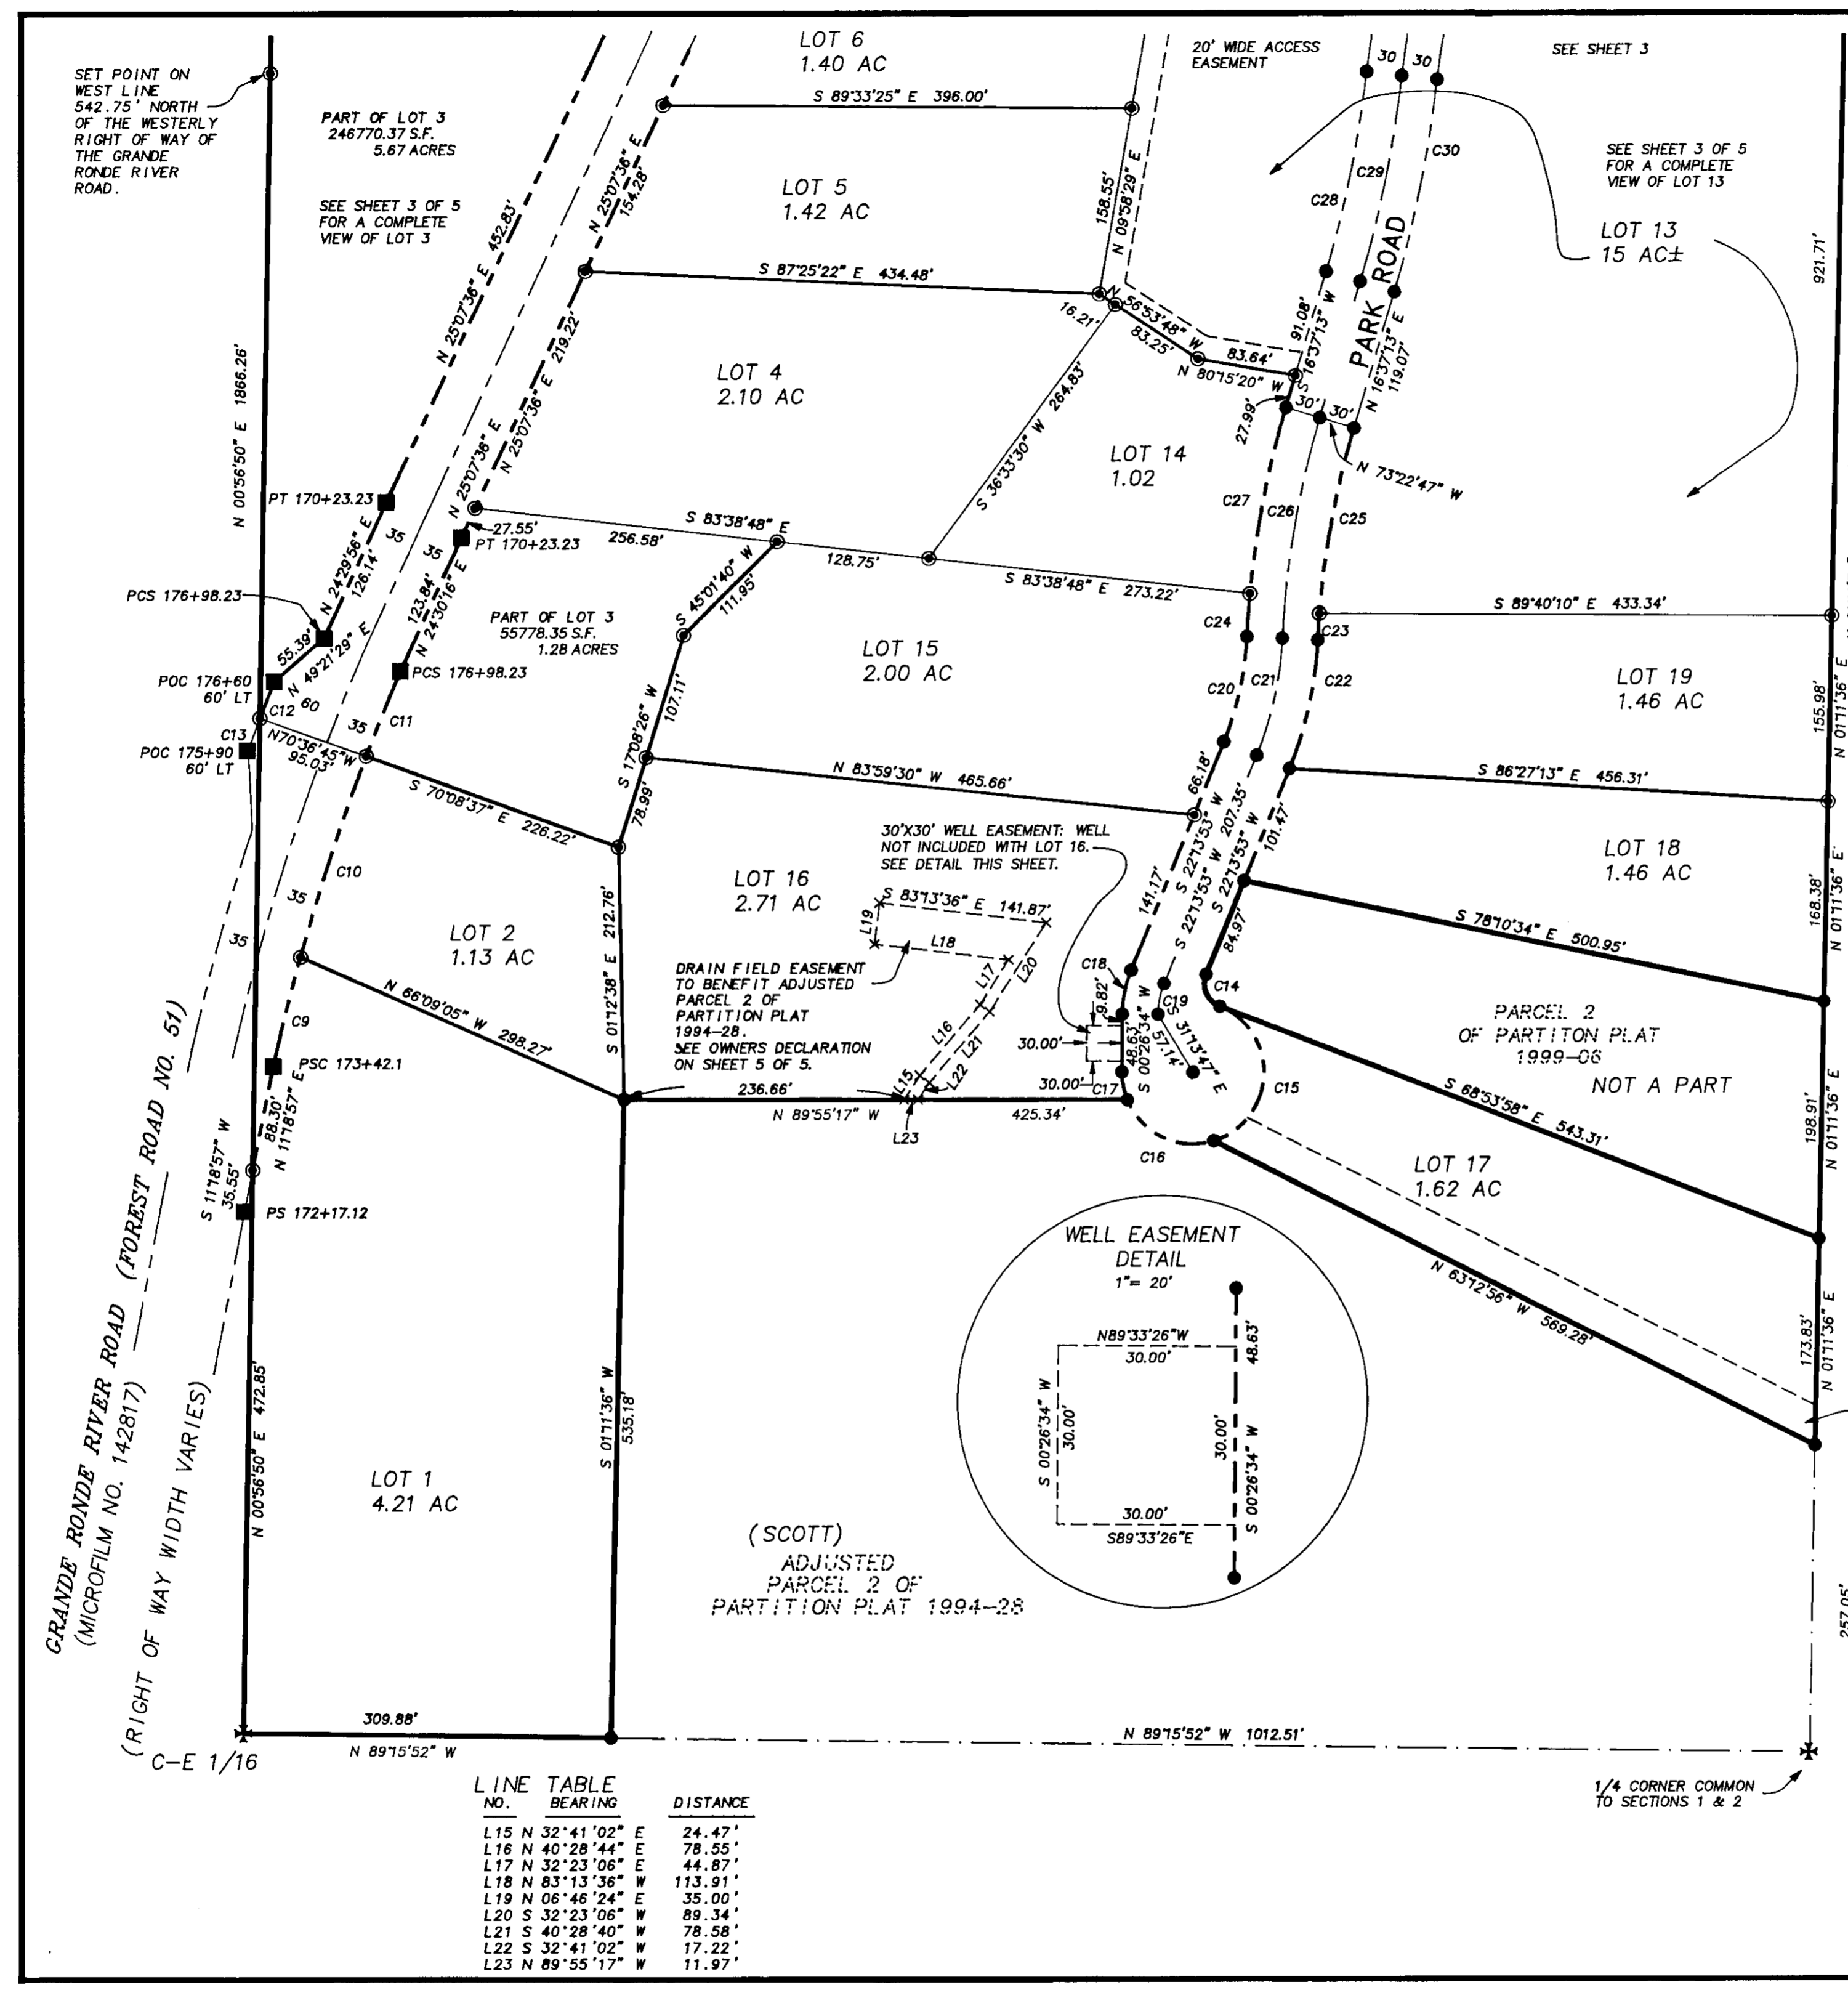 SET POINT ON
WEST LINE
542.75' NORTH
OF THE WESTERLY
RIGHT OF WAY OF
THE GRANDE
RONDE RIVER
ROAD.
PART OF LOT 3
246770.37 S.F.
5.67 ACRES
SEE SHEET 3 OF 5
FOR A COMPLETE
VIEW OF LOT 3
LOT 6
1.40 AC
20' WIDE ACCESS
EASEMENT
30
30
SEE SHEET 3
S 89°33'25" E 396.00'
N 25°07'36" E
154.28'
LOT 5
1.42 AC
158.55'
N 09°58'29" E
C28
C29
C30
SEE SHEET 3 OF 5
FOR A COMPLETE
VIEW OF LOT 13
LOT 13
15 AC±
921.71'
N 25°07'36" E 452.83'
S 87°25'22" E 434.48'
N 56°53'48" W
16.21'
83.25'
83.64'
N 80°15'20" W
91.08'
S 16°37'13" W
PARK ROAD
N 16°37'13" E
119.07'
N 00°56'50" E 1866.26'
N 25°07'36" E 219.22'
LOT 4
2.10 AC
S 36°33'30" W 264.83'
LOT 14
1.02
27.99'
30'
30'
N 73°22'47" W
C27
C26
C25
PT 170+23.23
N 25°07'36" E
27.55'
PT 170+23.23
35
35
N 24°29'56" E
126.14'
256.58'
S 83°38'48" E
128.75'
S 83°38'48" E 273.22'
S 45°01'40" W
111.95'
PCS 176+98.23
123.84'
N 24°30'16" E
PART OF LOT 3
55778.35 S.F.
1.28 ACRES
PCS 176+98.23
55.39'
N 49°21'29" E
POC 176+60
60' LT
60
C12
C13
POC 175+90
60' LT
35
C11
N70°36'45"W
95.03'
S 70°08'37" E 226.22'
S 17°08'26" W
107.11'
78.99'
LOT 15
2.00 AC
C24
C23
C20
C21
C22
S 89°40'10" E 433.34'
LOT 19
1.46 AC
155.98'
N 01°11'36" E
N 83°59'30" W 465.66'
66.18'
S 22°13'53" W
207.35'
S 22°13'53" W
101.47'
S 22°13'53" W
S 86°27'13" E 456.31'
LOT 18
1.46 AC
168.38'
N 01°11'36" E
30'X30' WELL EASEMENT: WELL
NOT INCLUDED WITH LOT 16.
SEE DETAIL THIS SHEET.
C10
35
35
LOT 2
1.13 AC
S 01°12'38" E 212.76'
LOT 16
2.71 AC
S 83°13'36" E 141.87'
L19
L18
L17
L20
L16
L21
L15
L22
L23
DRAIN FIELD EASEMENT
TO BENEFIT ADJUSTED
PARCEL 2 OF
PARTITION PLAT
1994-28.
SEE OWNERS DECLARATION
ON SHEET 5 OF 5.
141.17'
C18
9.82'
C19
84.97'
C14
S 31°13'47" E
57.14'
48.63'
S 00°26'34" W
30.00'
30.00'
C17
S 78°10'34" E 500.95'
PARCEL 2
OF PARTITON PLAT
1999-06
NOT A PART
C15
C16
S 68°53'58" E 543.31'
198.91'
N 01°11'36" E
C9
N 66°09'05" W 298.27'
PSC 173+42.1
88.30'
N 11°18'57" E
S 11°18'57" W
35.55'
PS 172+17.12
236.66'
N 89°55'17" W
425.34'
LOT 17
1.62 AC
N 63°12'56" W 569.28'
173.83'
N 01°11'36" E
WELL EASEMENT
DETAIL
1"= 20'
N89°33'26"W
30.00'
48.63'
S 00°26'34" W
30.00'
30.00'
S 00°26'34" W
30.00'
S89°33'26"E
GRANDE RONDE RIVER ROAD (FOREST ROAD NO. 51)
(MICROFILM NO. 142817)
(RIGHT OF WAY WIDTH VARIES)
N 00°56'50" E 472.85'
LOT 1
4.21 AC
S 01°11'36" W
535.18'
(SCOTT)
ADJUSTED
PARCEL 2 OF
PARTITION PLAT 1994-28
257.05'
309.88'
N 89°15'52" W
C-E 1/16
N 89°15'52" W 1012.51'
1/4 CORNER COMMON
TO SECTIONS 1 & 2
LINE TABLE
NO. BEARING DISTANCE
L15 N 32°41'02" E 24.47'
L16 N 40°28'44" E 78.55'
L17 N 32°23'06" E 44.87'
L18 N 83°13'36" W 113.91'
L19 N 06°46'24" E 35.00'
L20 S 32°23'06" W 89.34'
L21 S 40°28'40" W 78.58'
L22 S 32°41'02" W 17.22'
L23 N 89°55'17" W 11.97'